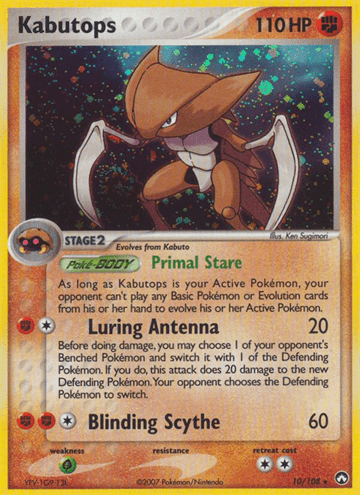 Kabutops 110 HP
Illus. Ken Sugimori
STAGE 2 Evolves from Kabuto
Poké-BODY Primal Stare
As long as Kabutops is your Active Pokémon, your
opponent can't play any Basic Pokémon or Evolution cards
from his or her hand to evolve his or her Active Pokémon.
Luring Antenna 20
Before doing damage, you may choose 1 of your opponent's
Benched Pokémon and switch it with 1 of the Defending
Pokémon. If you do, this attack does 20 damage to the new
Defending Pokémon. Your opponent chooses the Defending
Pokémon to switch.
Blinding Scythe 60
weakness resistance retreat cost
©2007 Pokémon/Nintendo 10/108 ★